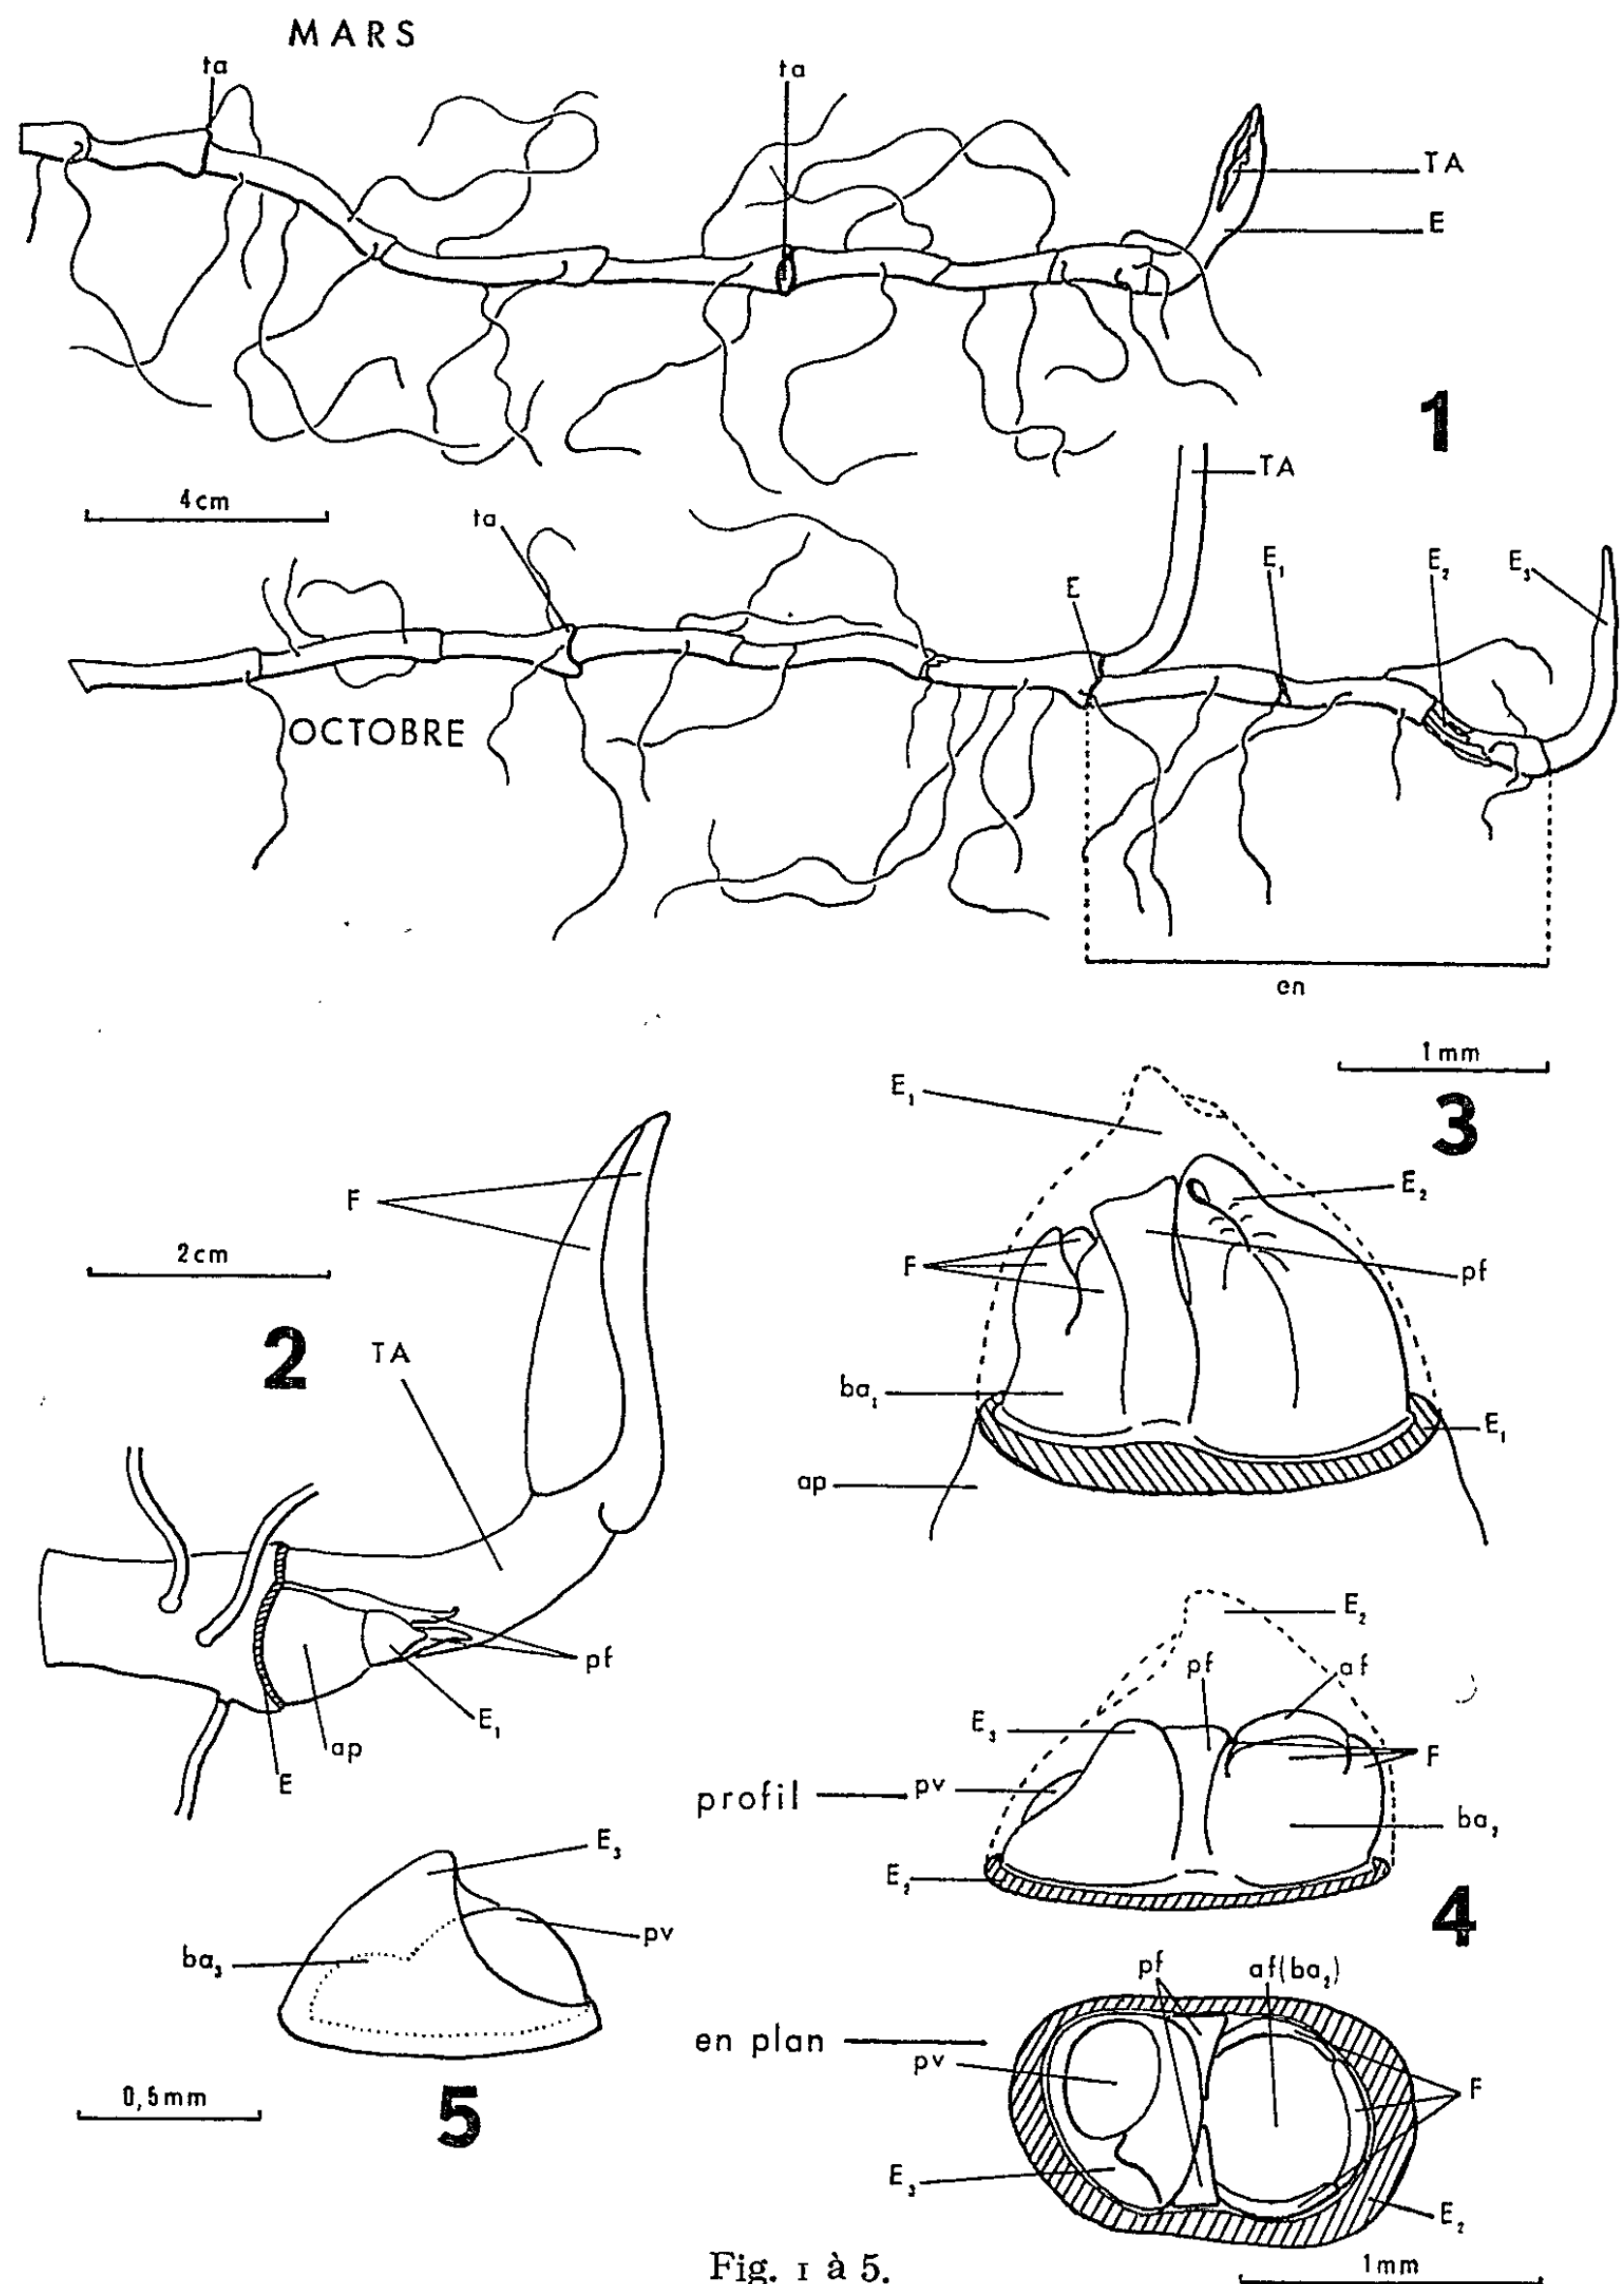 MARS
ta
ta
TA
E
1
4cm
TA
ta
E
E₁
E₂
E₃
OCTOBRE
en
1mm
3
E₁
E₂
F
pf
ba₁
E₁
ap
F
2cm
2
TA
pf
E₁
ap
E
E₂
pf
af
E₃
F
profil
pv
ba₂
E₂
4
E₃
pv
ba₃
0,5mm
5
pf
af(ba₂)
en plan
pv
F
E₃
E₂
1mm
Fig. 1 à 5.